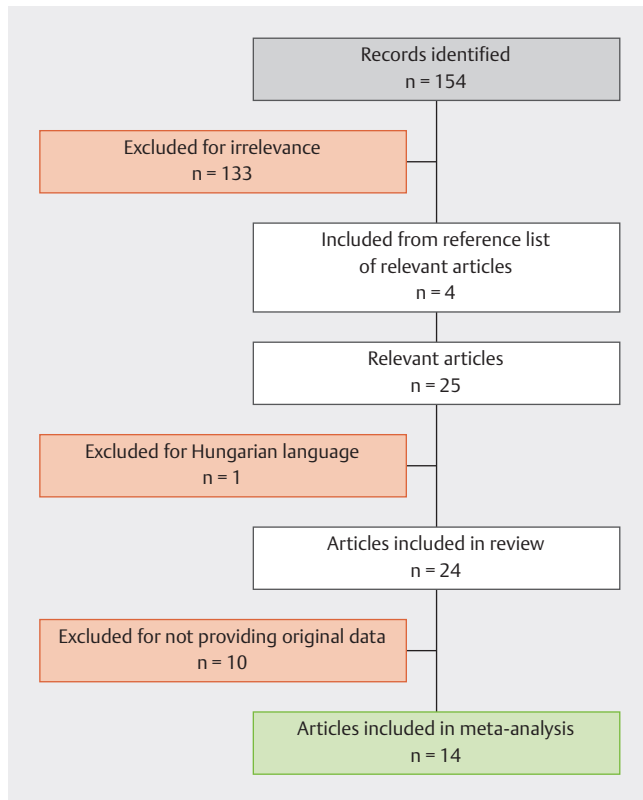 Records identified
n = 154
Excluded for irrelevance
n = 133
Included from reference list
of relevant articles
n = 4
Relevant articles
n = 25
Excluded for Hungarian language
n = 1
Articles included in review
n = 24
Excluded for not providing original data
n = 10
Articles included in meta-analysis
n = 14